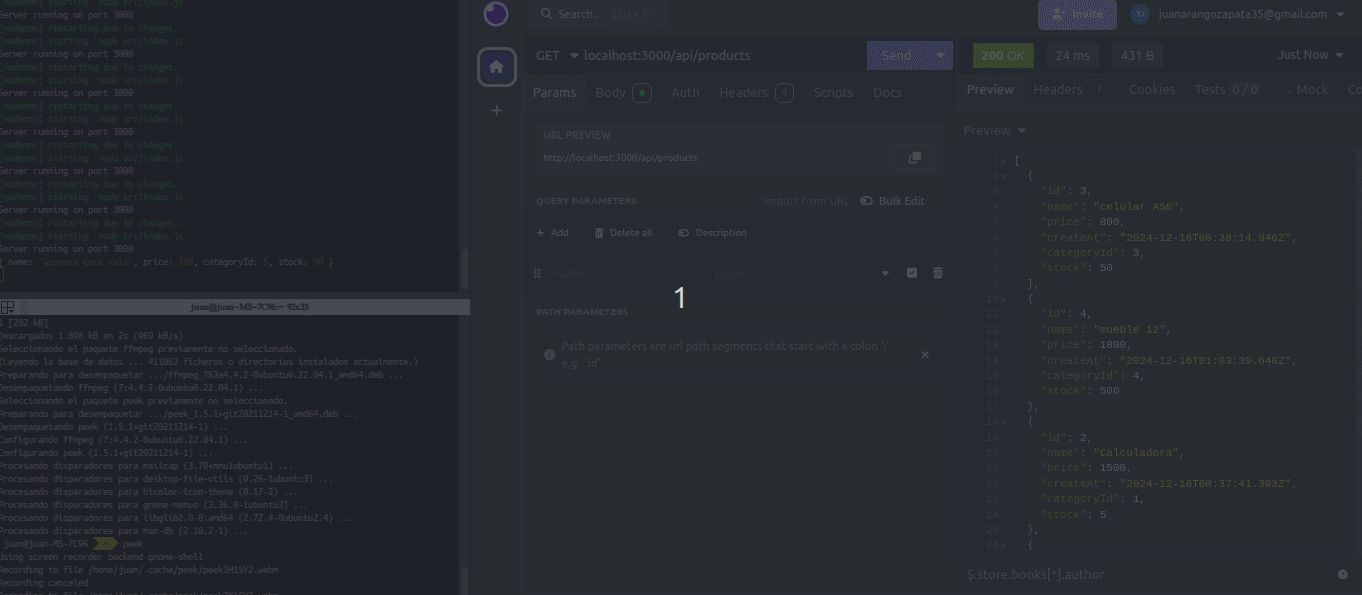 [nodemon] starting `node src/index.js`
Server running on port 3000
[nodemon] restarting due to changes...
[nodemon] starting `node src/index.js`
Server running on port 3000
[nodemon] restarting due to changes...
[nodemon] starting `node src/index.js`
Server running on port 3000
[nodemon] restarting due to changes...
[nodemon] starting `node src/index.js`
Server running on port 3000
[nodemon] restarting due to changes...
[nodemon] starting `node src/index.js`
Server running on port 3000
[nodemon] restarting due to changes...
[nodemon] starting `node src/index.js`
Server running on port 3000
[nodemon] restarting due to changes...
[nodemon] starting `node src/index.js`
Server running on port 3000
{ name: 'Gaseosa coca cola', price: 100, categoryId: 5, stock: 50 }
juan@juan-MS-7C96:~ 92x23
1 [202 kB]
Descargados 1.898 kB en 2s (969 kB/s)
Seleccionando el paquete ffmpeg previamente no seleccionado.
(Leyendo la base de datos ... 411082 ficheros o directorios instalados actualmente.)
Preparando para desempaquetar .../ffmpeg_7%3a4.4.2-0ubuntu0.22.04.1_amd64.deb ...
Desempaquetando ffmpeg (7:4.4.2-0ubuntu0.22.04.1) ...
Seleccionando el paquete peek previamente no seleccionado.
Preparando para desempaquetar .../peek_1.5.1+git20211214-1_amd64.deb ...
Desempaquetando peek (1.5.1+git20211214-1) ...
Configurando ffmpeg (7:4.4.2-0ubuntu0.22.04.1) ...
Configurando peek (1.5.1+git20211214-1) ...
Procesando disparadores para mailcap (3.70+nmu1ubuntu1) ...
Procesando disparadores para desktop-file-utils (0.26-1ubuntu3) ...
Procesando disparadores para hicolor-icon-theme (0.17-2) ...
Procesando disparadores para gnome-menus (3.36.0-1ubuntu3) ...
Procesando disparadores para libglib2.0-0:amd64 (2.72.4-0ubuntu2.4) ...
Procesando disparadores para man-db (2.10.2-1) ...
juan@juan-MS-7C96 ~ peek
Using screen recorder backend gnome-shell
Recording to file /home/juan/.cache/peek/peek2H15YZ.webm
Recording canceled
Search.. Ctrl + P
Invite
JU juanarangozapata35@gmail.com
GET localhost:3000/api/products Send
Params Body Auth Headers 4 Scripts Docs
URL PREVIEW
http://localhost:3000/api/products
QUERY PARAMETERS Import from URL Bulk Edit
+ Add Delete all Description
name value
1
PATH PARAMETERS
Path parameters are url path segments that start with a colon ':'
e.g. ':id'
200 OK 24 ms 431 B Just Now
Preview Headers 7 Cookies Tests 0 / 0 → Mock Co
Preview
1 [
2 {
3 "id": 3,
4 "name": "celular A50",
5 "price": 800,
6 "createAt": "2024-12-16T00:38:14.946Z",
7 "categoryId": 3,
8 "stock": 50
9 },
10 {
11 "id": 4,
12 "name": "mueble 12",
13 "price": 1800,
14 "createAt": "2024-12-16T01:03:39.648Z",
15 "categoryId": 4,
16 "stock": 500
17 },
18 {
19 "id": 2,
20 "name": "Calculadora",
21 "price": 1500,
22 "createAt": "2024-12-16T00:37:41.393Z",
23 "categoryId": 1,
24 "stock": 5
25 },
26 {
$.store.books[*].author